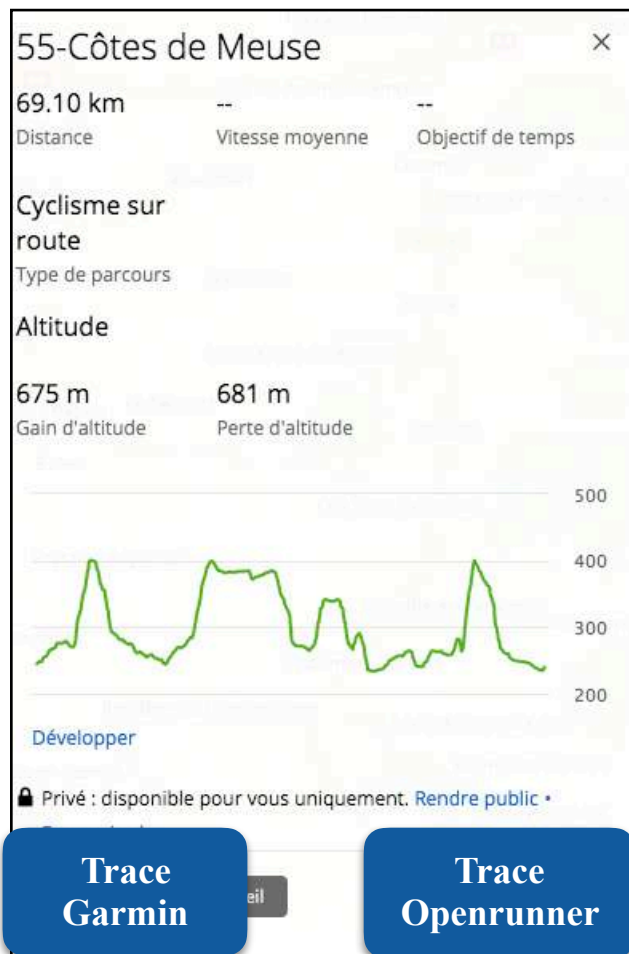 55-Côtes de Meuse
69.10 km -- --
Distance Vitesse moyenne Objectif de temps
Cyclisme sur
route
Type de parcours
Altitude
675 m 681 m
Gain d'altitude Perte d'altitude
500
400
300
200
Développer
Privé : disponible pour vous uniquement. Rendre public •
Trace
Garmin
eil
Trace
Openrunner